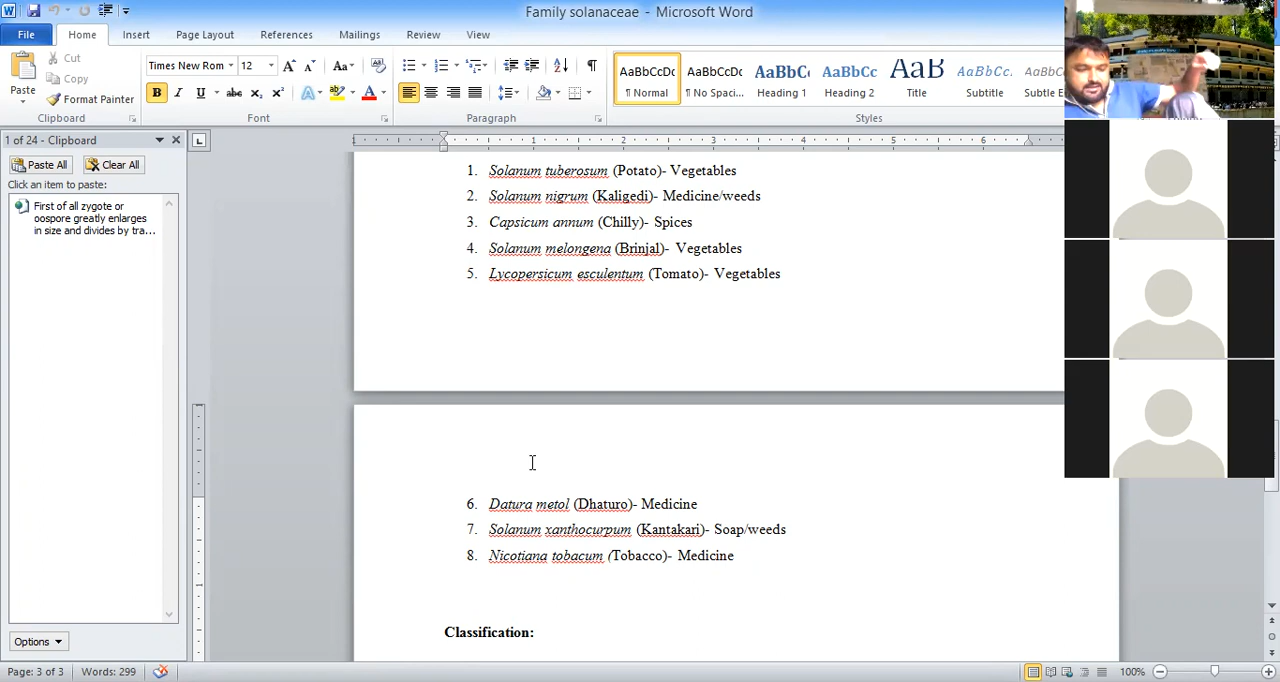 Family solanaceae - Microsoft Word
File Home Insert Page Layout References Mailings Review View
Paste
Cut
Copy
Format Painter
Clipboard
Times New Rom 12
Font
Paragraph
AaBbCcDc AaBbCcDc AaBbCc AaBbCc AaB AaBbCc. AaBbCc
¶ Normal ¶ No Spaci... Heading 1 Heading 2 Title Subtitle Subtle E
Styles
1 of 24 - Clipboard
Paste All Clear All
Click an item to paste:
First of all zygote or
oospore greatly enlarges
in size and divides by tra...
Options
1. Solanum tuberosum (Potato)- Vegetables
2. Solanum nigrum (Kaligedi)- Medicine/weeds
3. Capsicum annum (Chilly)- Spices
4. Solanum melongena (Brinjal)- Vegetables
5. Lycopersicum esculentum (Tomato)- Vegetables
6. Datura metol (Dhaturo)- Medicine
7. Solanum xanthocurpum (Kantakari)- Soap/weeds
8. Nicotiana tobacum (Tobacco)- Medicine
Classification:
Page: 3 of 3 Words: 299 100%